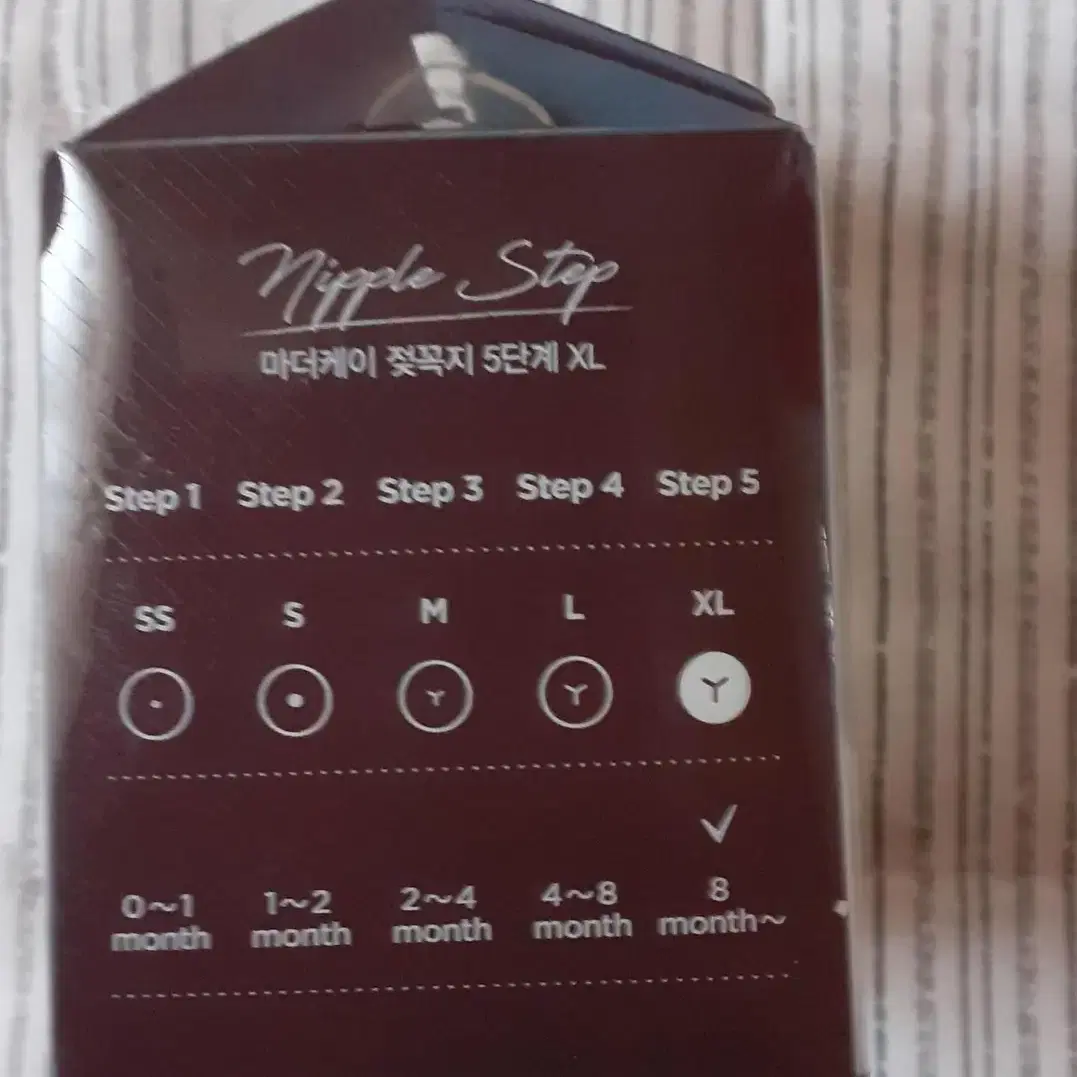 Nipple Step
마더케이 젖꼭지 5단계 XL
Step 1 Step 2 Step 3 Step 4 Step 5
SS S M L XL
0~1 1~2 2~4 4~8 8
month month month month month~